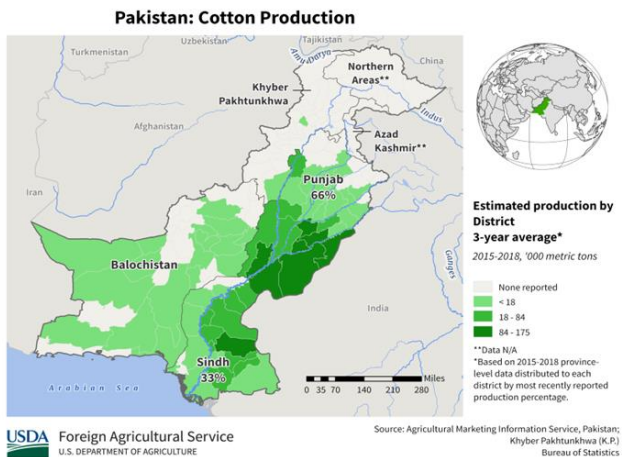 Pakistan: Cotton Production
Uzbekistan
Tajikistan
Turkmenistan
Amu Darya
China
Northern
Areas**
Khyber
Pakhtunkhwa
Indus
Afghanistan
Azad
Kashmir**
Punjab
66%
Iran
Balochistan
Ganges
India
Sindh
33%
Arabian Sea
Miles
0 35 70 140 210 280
Estimated production by
District
3-year average*
2015-2018, '000 metric tons
None reported
< 18
18 - 84
84 - 175
**Data N/A
*Based on 2015-2018 province-
level data distributed to each
district by most recently reported
production percentage.
USDA Foreign Agricultural Service
U.S. DEPARTMENT OF AGRICULTURE
Source: Agricultural Marketing Information Service, Pakistan;
Khyber Pakhtunkhwa (K.P.)
Bureau of Statistics